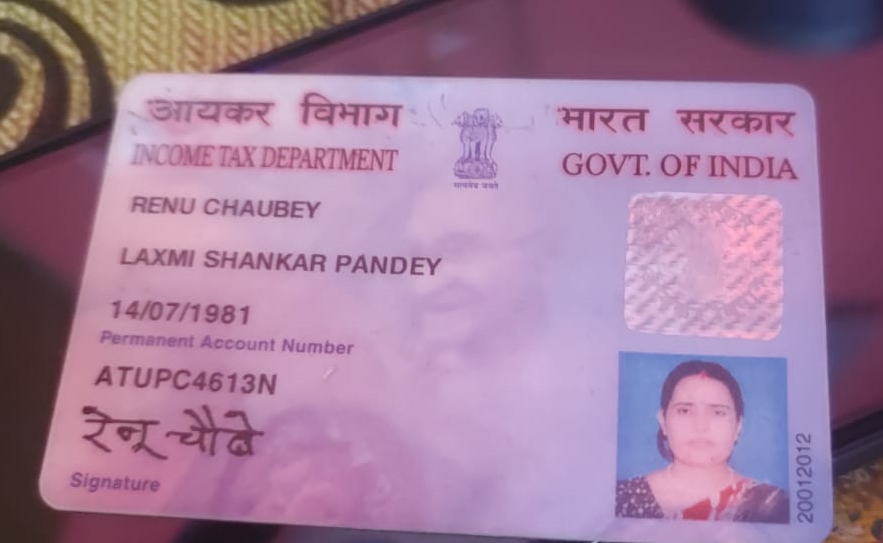 आयकर विभाग
भारत सरकार
INCOME TAX DEPARTMENT
GOVT. OF INDIA
सत्यमेव जयते
RENU CHAUBEY
LAXMI SHANKAR PANDEY
14/07/1981
Permanent Account Number
ATUPC4613N
रेनू चौबे
Signature
20012012